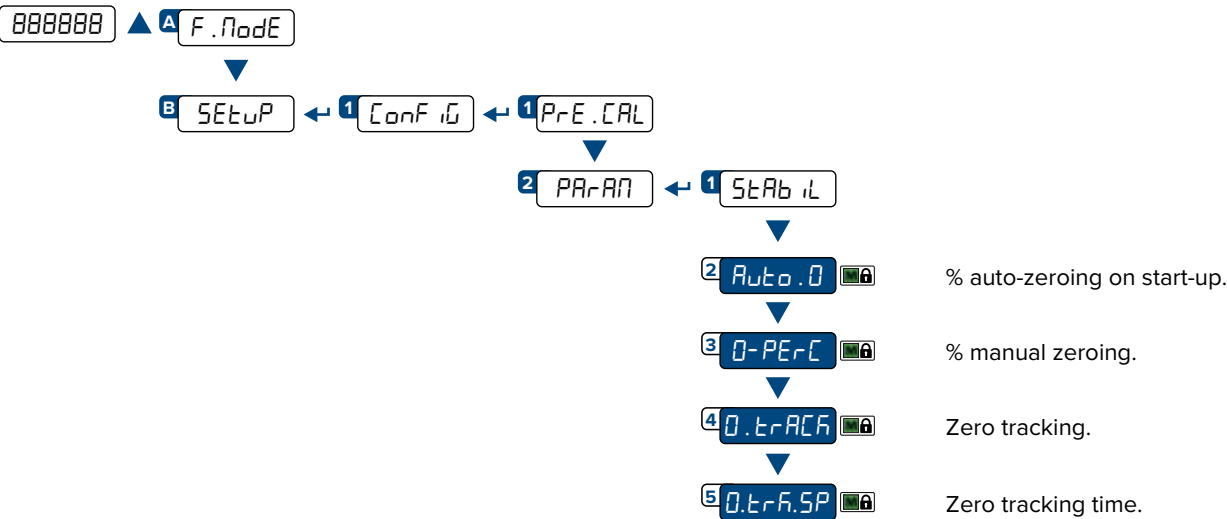 888888 A F.ModE
B SEtuP 1 ConFiG 1 PrE.CAL
2 PArAM 1 StAbiL
2 Auto.0 M % auto-zeroing on start-up.
3 0-PErC M % manual zeroing.
4 0.trACK M Zero tracking.
5 0.trK.SP M Zero tracking time.